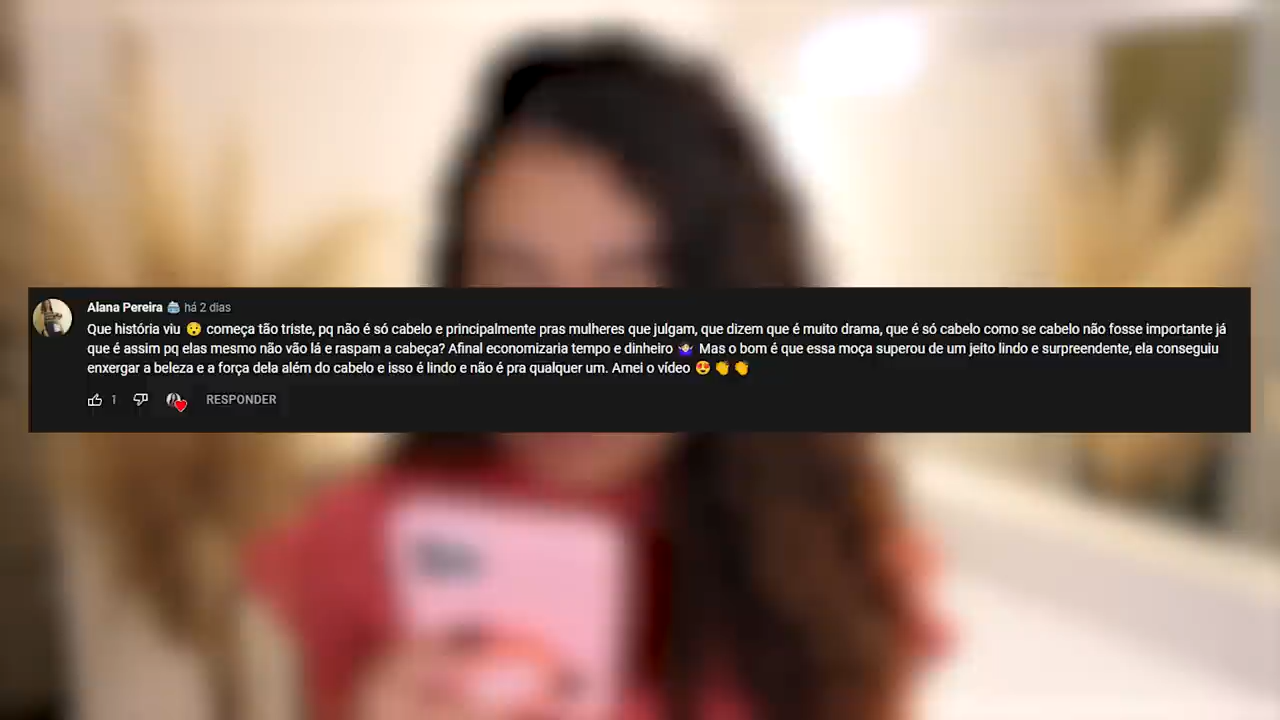 Alana Pereira há 2 dias
Que história viu 😯 começa tão triste, pq não é só cabelo e principalmente pras mulheres que julgam, que dizem que é muito drama, que é só cabelo como se cabelo não fosse importante já
que é assim pq elas mesmo não vão lá e raspam a cabeça? Afinal economizaria tempo e dinheiro 🤷🏻‍♀️ Mas o bom é que essa moça superou de um jeito lindo e surpreendente, ela conseguiu
enxergar a beleza e a força dela além do cabelo e isso é lindo e não é pra qualquer um. Amei o vídeo 😍 👏 👏
1 RESPONDER